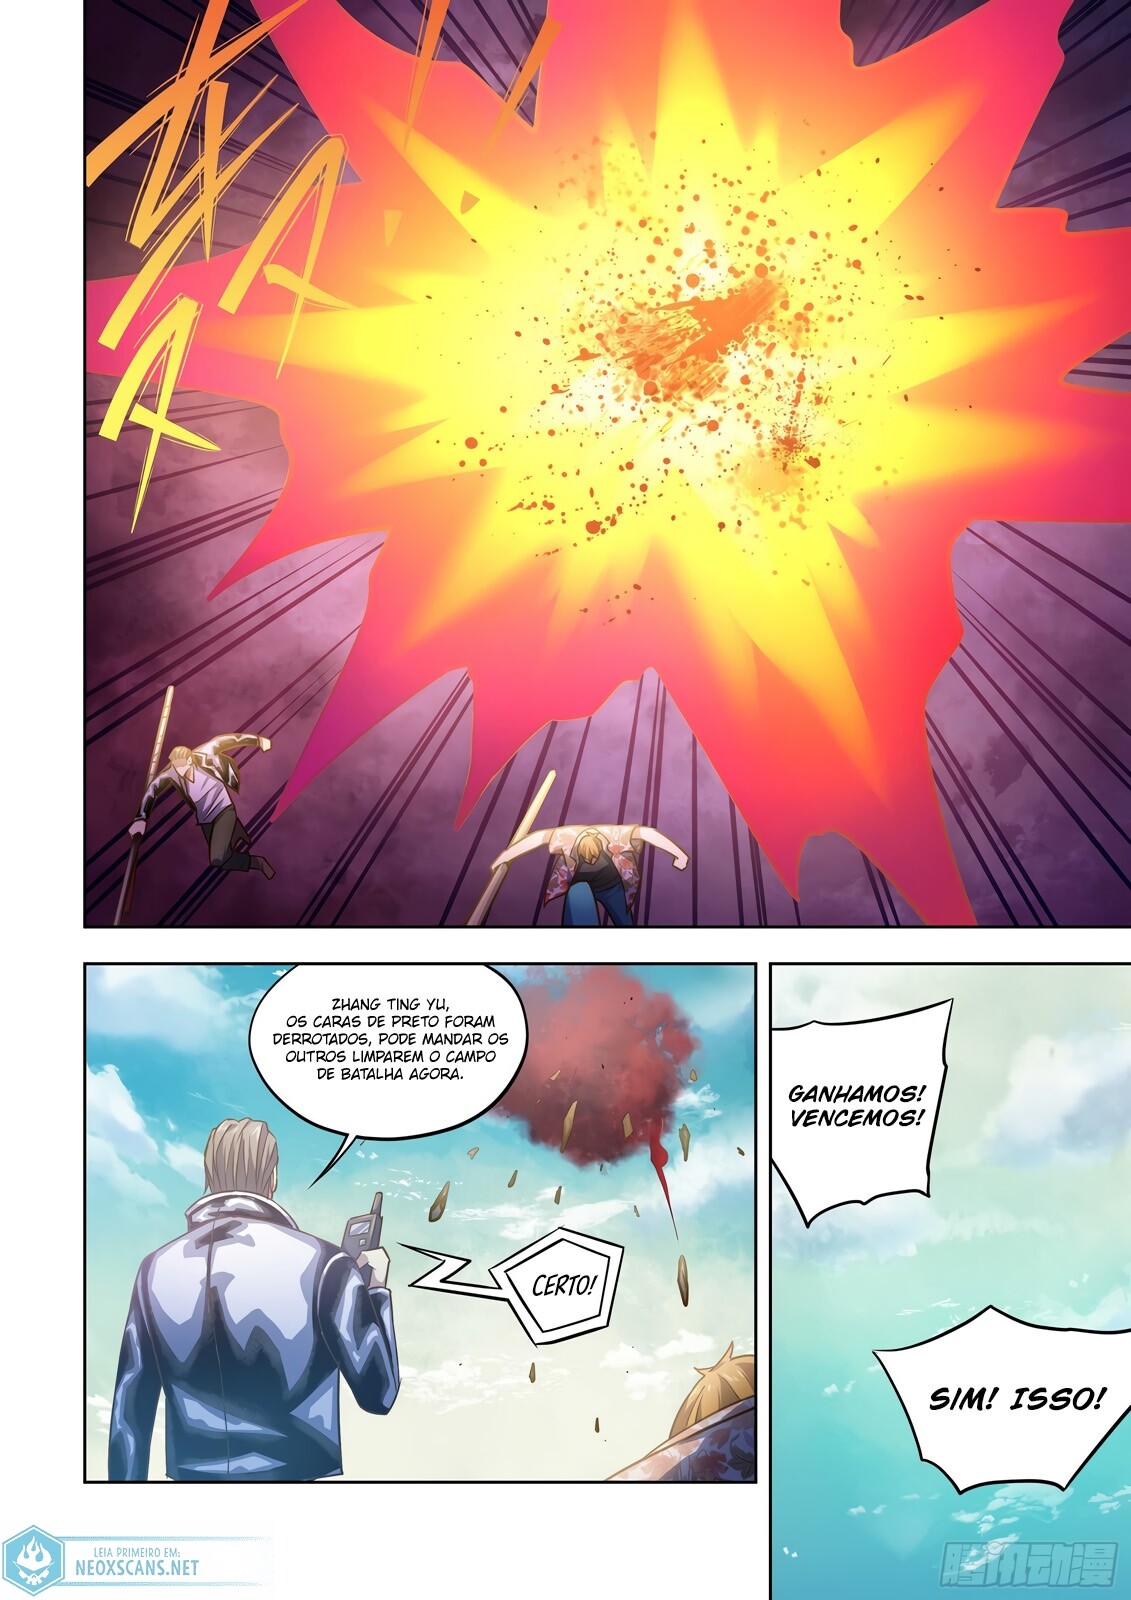 ZHANG TING YU,
OS CARAS DE PRETO FORAM
DERROTADOS, PODE MANDAR OS
OUTROS LIMPAREM O CAMPO
DE BATALHA AGORA.
CERTO!
GANHAMOS!
VENCEMOS!
SIM! ISSO!
LEIA PRIMEIRO EM:
NEOXSCANS.NET
腾讯动漫